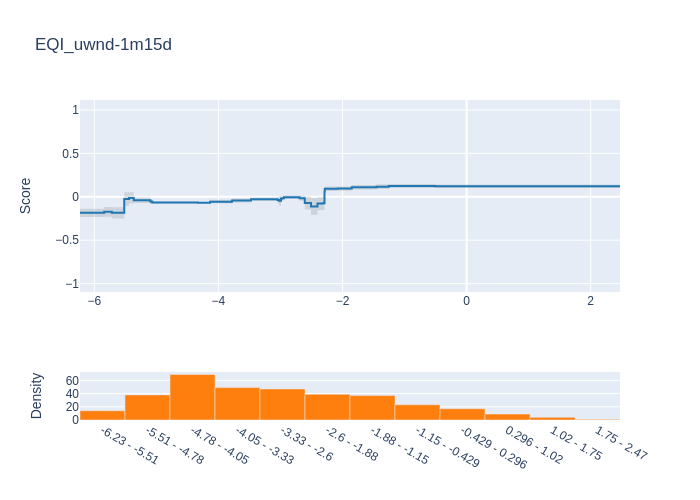 EQI_uwnd-1m15d
Score
1
0.5
0
−0.5
−1
−6
−4
−2
0
2
Density
60
40
20
0
-6.23 - -5.51
-5.51 - -4.78
-4.78 - -4.05
-4.05 - -3.33
-3.33 - -2.6
-2.6 - -1.88
-1.88 - -1.15
-1.15 - -0.429
-0.429 - 0.296
0.296 - 1.02
1.02 - 1.75
1.75 - 2.47